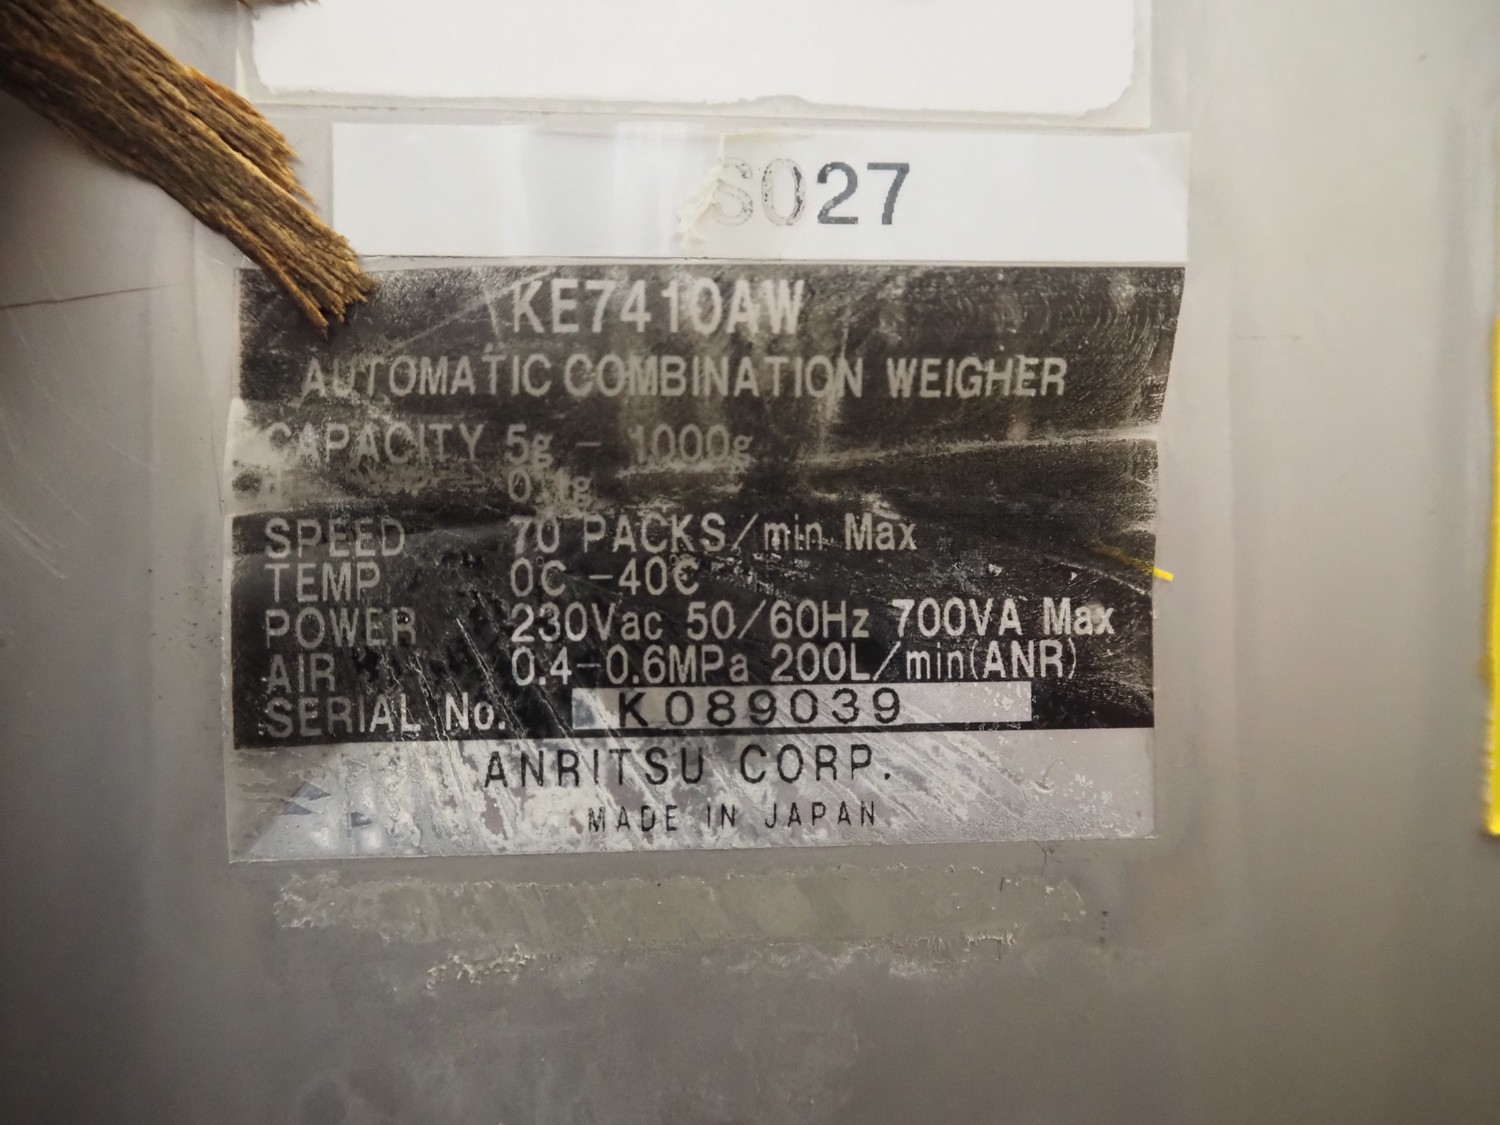 S027
KE7410AW
AUTOMATIC COMBINATION WEIGHER
CAPACITY 5g - 1000g
0.1g
SPEED 70 PACKS/min Max
TEMP 0C -40C
POWER 230Vac 50/60Hz 700VA Max
AIR 0.4-0.6MPa 200L/min(ANR)
SERIAL No. K089039
ANRITSU CORP.
MADE IN JAPAN